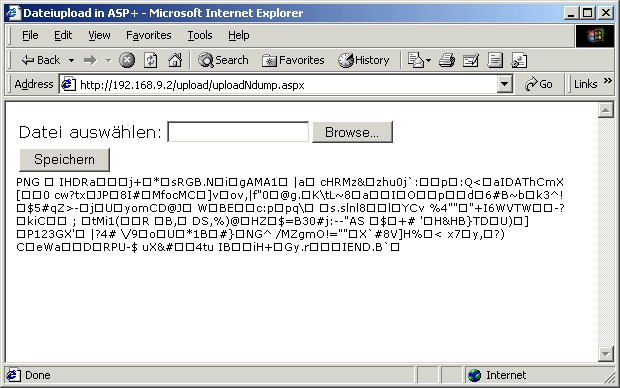 Dateiupload in ASP+ - Microsoft Internet Explorer
File Edit View Favorites Tools Help
Back Search Favorites History
Address http://192.168.9.2/upload/uploadNdump.aspx Go Links »
Datei auswählen: Browse...
Speichern
PNG □ IHDRa□□□j+□*□sRGB.N□i□gAMA1□ |a□ cHRMz&□zhu0j`:□□p□:Q<□aIDAThCmX
[□□0 cw?tx□JP□8I#□MfocMC□]v□ov,|f"0□@g.□K\tL~8□a□□I□O□□p□□d□6#B~b□k3^!
□$5#qZ>-□j□U□yomCD@J□ W□BE□□c:p□pq\□ □s.slnl8□□l□YCv %4"""+I6WVTW□□-?
□kiC□□ ; □tMi1(□□R □B,□ DS,%)@□HZ□$=B30#j:--"AS □$□+# '□H&HB}TD□U)□]
□P123GX'□ |?4# \/9□o□U□*1B□#}□NG^ /MZgmO!=""□X`#8V]H%□< x7□y,□?)
C□eWa□□D□RPU-$ uX&#□□4tu IB□□iH+□Gy.r□□□IEND.B`□
Done Internet